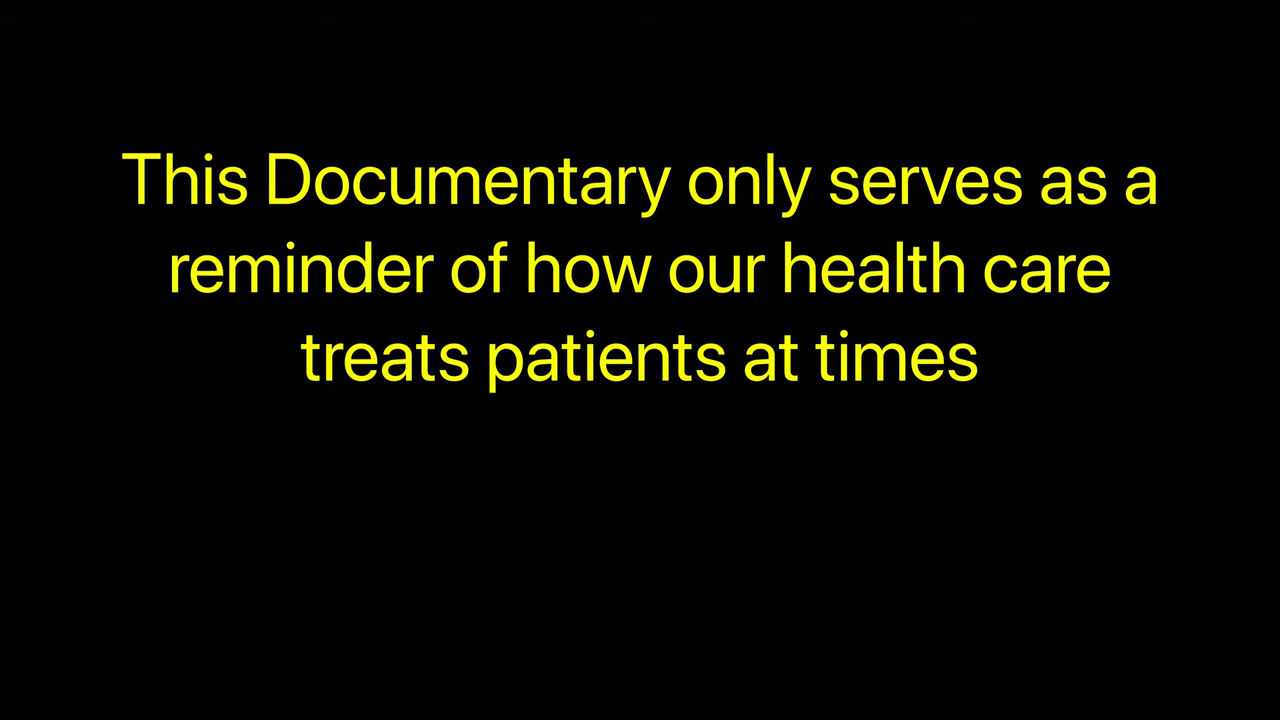 This Documentary only serves as a
reminder of how our health care
treats patients at times